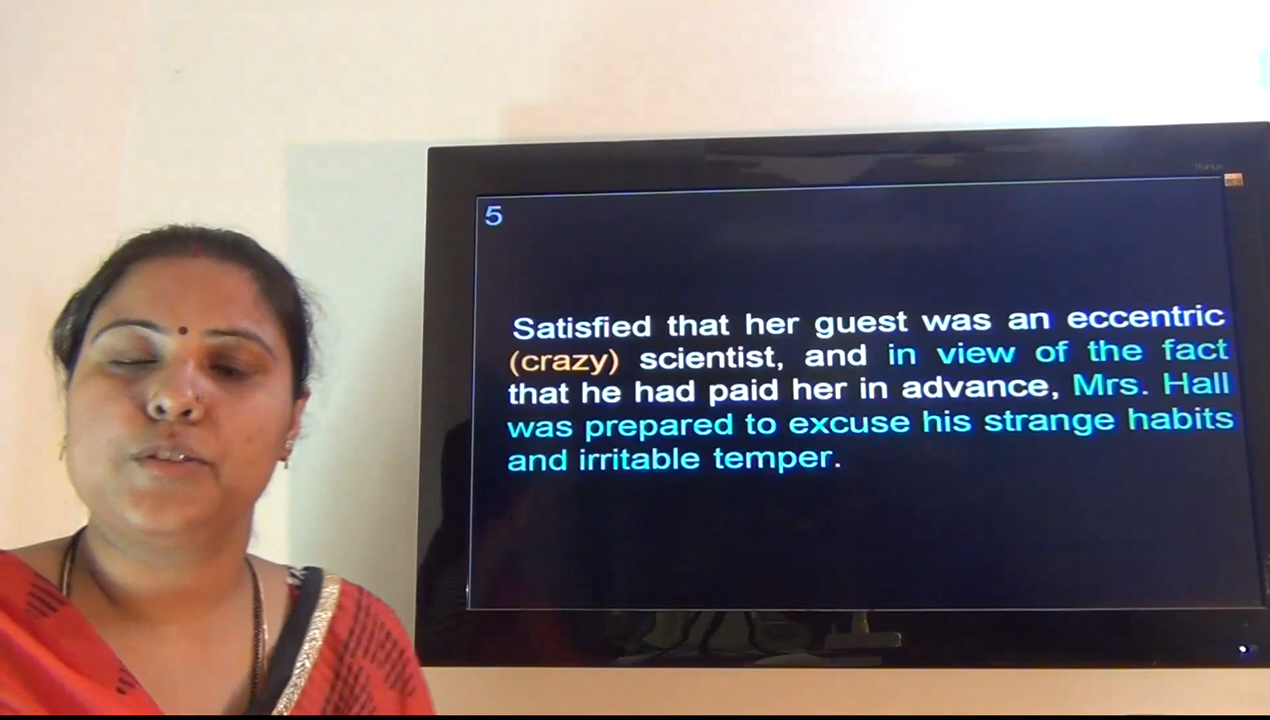 5
Satisfied that her guest was an eccentric
(crazy) scientist, and in view of the fact
that he had paid her in advance, Mrs. Hall
was prepared to excuse his strange habits
and irritable temper.